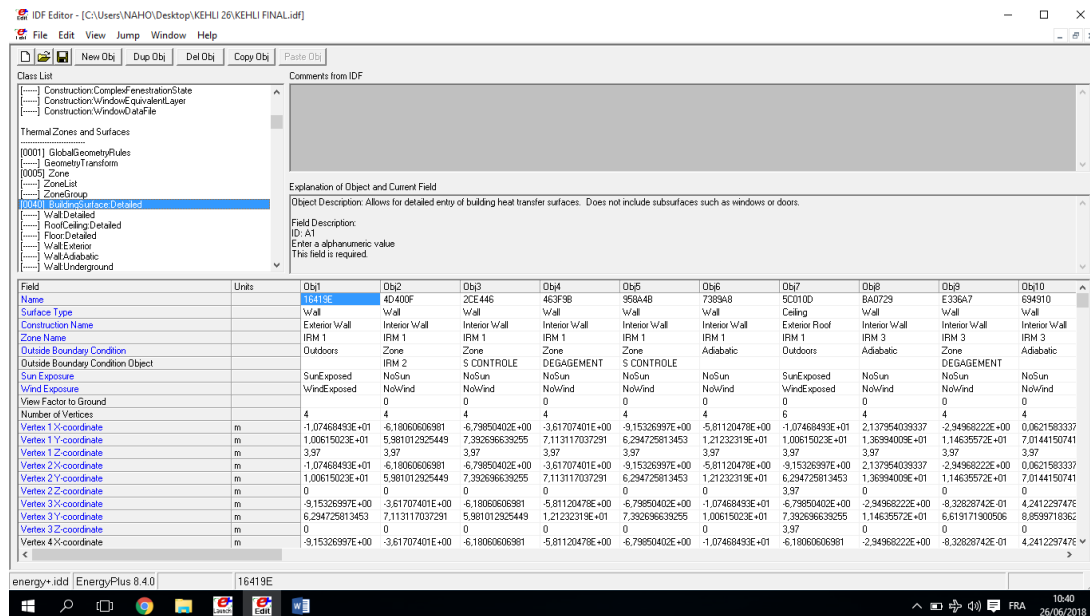 IDF Editor - [C:\Users\NAHO\Desktop\KEHLI 26\KEHLI FINAL.idf]
File Edit View Jump Window Help
New Obj Dup Obj Del Obj Copy Obj Paste Obj
Class List Comments from IDF
[------] Construction:ComplexFenestrationState
[------] Construction:WindowEquivalentLayer
[------] Construction:WindowDataFile
Thermal Zones and Surfaces
-------------------------
[0001] GlobalGeometryRules
[------] GeometryTransform
[0005] Zone
[------] ZoneList
[------] ZoneGroup
[0040] BuildingSurface:Detailed
[------] Wall:Detailed
[------] RoofCeiling:Detailed
[------] Floor:Detailed
[------] Wall:Exterior
[------] Wall:Adiabatic
[------] Wall:Underground
Explanation of Object and Current Field
Object Description: Allows for detailed entry of building heat transfer surfaces. Does not include subsurfaces such as windows or doors.
Field Description:
ID: A1
Enter a alphanumeric value
This field is required.
Field Units Obj1 Obj2 Obj3 Obj4 Obj5 Obj6 Obj7 Obj8 Obj9 Obj10
Name 16419E 4D400F 2CE446 463F9B 958A4B 7389A8 5C010D BA0729 E336A7 694910
Surface Type Wall Wall Wall Wall Wall Wall Ceiling Wall Wall Wall
Construction Name Exterior Wall Interior Wall Interior Wall Interior Wall Interior Wall Interior Wall Exterior Roof Interior Wall Interior Wall Interior Wall
Zone Name IRM 1 IRM 1 IRM 1 IRM 1 IRM 1 IRM 1 IRM 1 IRM 3 IRM 3 IRM 3
Outside Boundary Condition Outdoors Zone Zone Zone Zone Adiabatic Outdoors Adiabatic Zone Adiabatic
Outside Boundary Condition Object IRM 2 S CONTROLE DEGAGEMENT S CONTROLE DEGAGEMENT
Sun Exposure SunExposed NoSun NoSun NoSun NoSun NoSun SunExposed NoSun NoSun NoSun
Wind Exposure WindExposed NoWind NoWind NoWind NoWind NoWind WindExposed NoWind NoWind NoWind
View Factor to Ground 0 0 0 0 0 0 0 0 0
Number of Vertices 4 4 4 4 4 4 6 4 4 4
Vertex 1 X-coordinate m -1,07468493E+01 -6,18060606981 -6,79850402E+00 -3,61707401E+00 -9,15326997E+00 -5,81120478E+00 -1,07468493E+01 2,137954039337 -2,94968222E+00 0,0621583337
Vertex 1 Y-coordinate m 1,00615023E+01 5,981012925449 7,392696639255 7,113117037291 6,294725813453 1,21232319E+01 1,00615023E+01 1,36994009E+01 1,14635572E+01 7,0144150741
Vertex 1 Z-coordinate m 3,97 3,97 3,97 3,97 3,97 3,97 3,97 3,97 3,97 3,97
Vertex 2 X-coordinate m -1,07468493E+01 -6,18060606981 -6,79850402E+00 -3,61707401E+00 -9,15326997E+00 -5,81120478E+00 -9,15326997E+00 2,137954039337 -2,94968222E+00 0,0621583337
Vertex 2 Y-coordinate m 1,00615023E+01 5,981012925449 7,392696639255 7,113117037291 6,294725813453 1,21232319E+01 6,294725813453 1,36994009E+01 1,14635572E+01 7,0144150741
Vertex 2 Z-coordinate m 0 0 0 0 0 0 3,97 0 0 0
Vertex 3 X-coordinate m -9,15326997E+00 -3,61707401E+00 -6,18060606981 -5,81120478E+00 -6,79850402E+00 -1,07468493E+01 -6,79850402E+00 -2,94968222E+00 -8,32828742E-01 4,2412297478
Vertex 3 Y-coordinate m 6,294725813453 7,113117037291 5,981012925449 1,21232319E+01 7,392696639255 1,00615023E+01 7,392696639255 1,14635572E+01 6,619171900506 8,8599718362
Vertex 3 Z-coordinate m 0 0 0 0 0 0 3,97 0 0 0
Vertex 4 X-coordinate m -9,15326997E+00 -3,61707401E+00 -6,18060606981 -5,81120478E+00 -6,79850402E+00 -1,07468493E+01 -6,18060606981 -2,94968222E+00 -8,32828742E-01 4,2412297478
energy+.idd EnergyPlus 8.4.0 16419E
FRA 10:40
26/06/2018